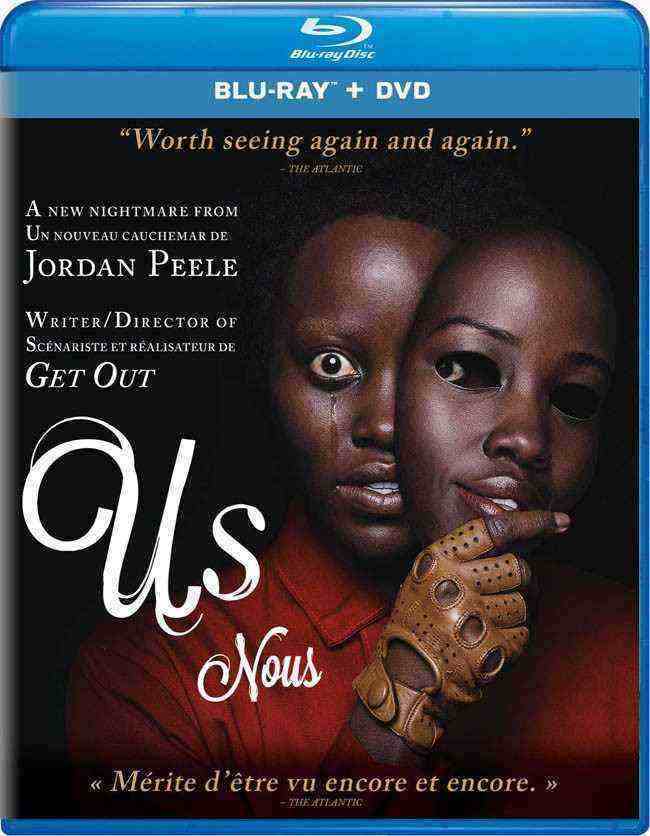 Blu-ray Disc™
BLU-RAY™ + DVD
“Worth seeing again and again.”
– THE ATLANTIC
A NEW NIGHTMARE FROM
UN NOUVEAU CAUCHEMAR DE
JORDAN PEELE
WRITER/DIRECTOR OF
SCÉNARISTE ET RÉALISATEUR DE
GET OUT
Us
Nous
« Mérite d’être vu encore et encore. »
– THE ATLANTIC